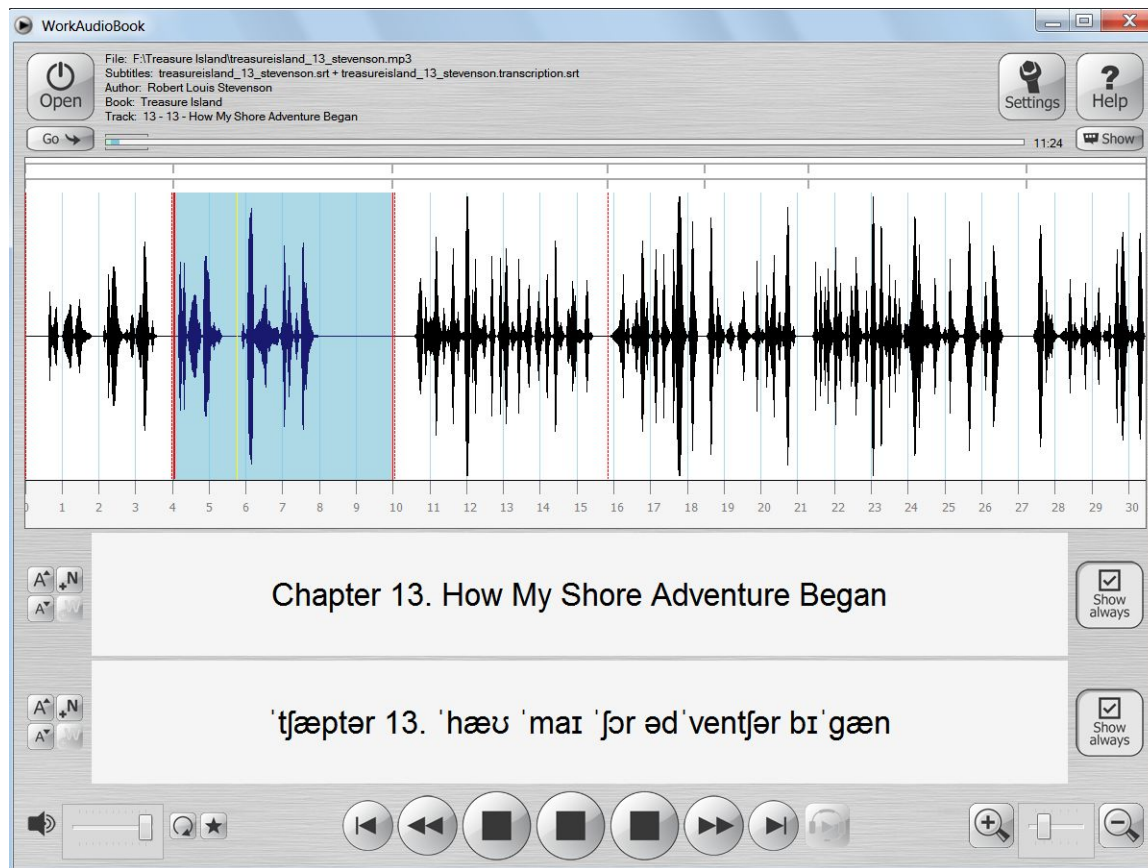 WorkAudioBook
File: F:\Treasure Island\treasureisland_13_stevenson.mp3
Subtitles: treasureisland_13_stevenson.srt + treasureisland_13_stevenson.transcription.srt
Author: Robert Louis Stevenson
Book: Treasure Island
Track: 13 - 13 - How My Shore Adventure Began
Open
Settings
Help
Go
11:24
Show
0 1 2 3 4 5 6 7 8 9 10 11 12 13 14 15 16 17 18 19 20 21 22 23 24 25 26 27 28 29 30
A +N
A W
Chapter 13. How My Shore Adventure Began
Show
always
A +N
A W
ˈtʃæptər 13. ˈhæʊ ˈmaɪ ˈʃɔr ədˈventʃər bɪˈɡæn
Show
always